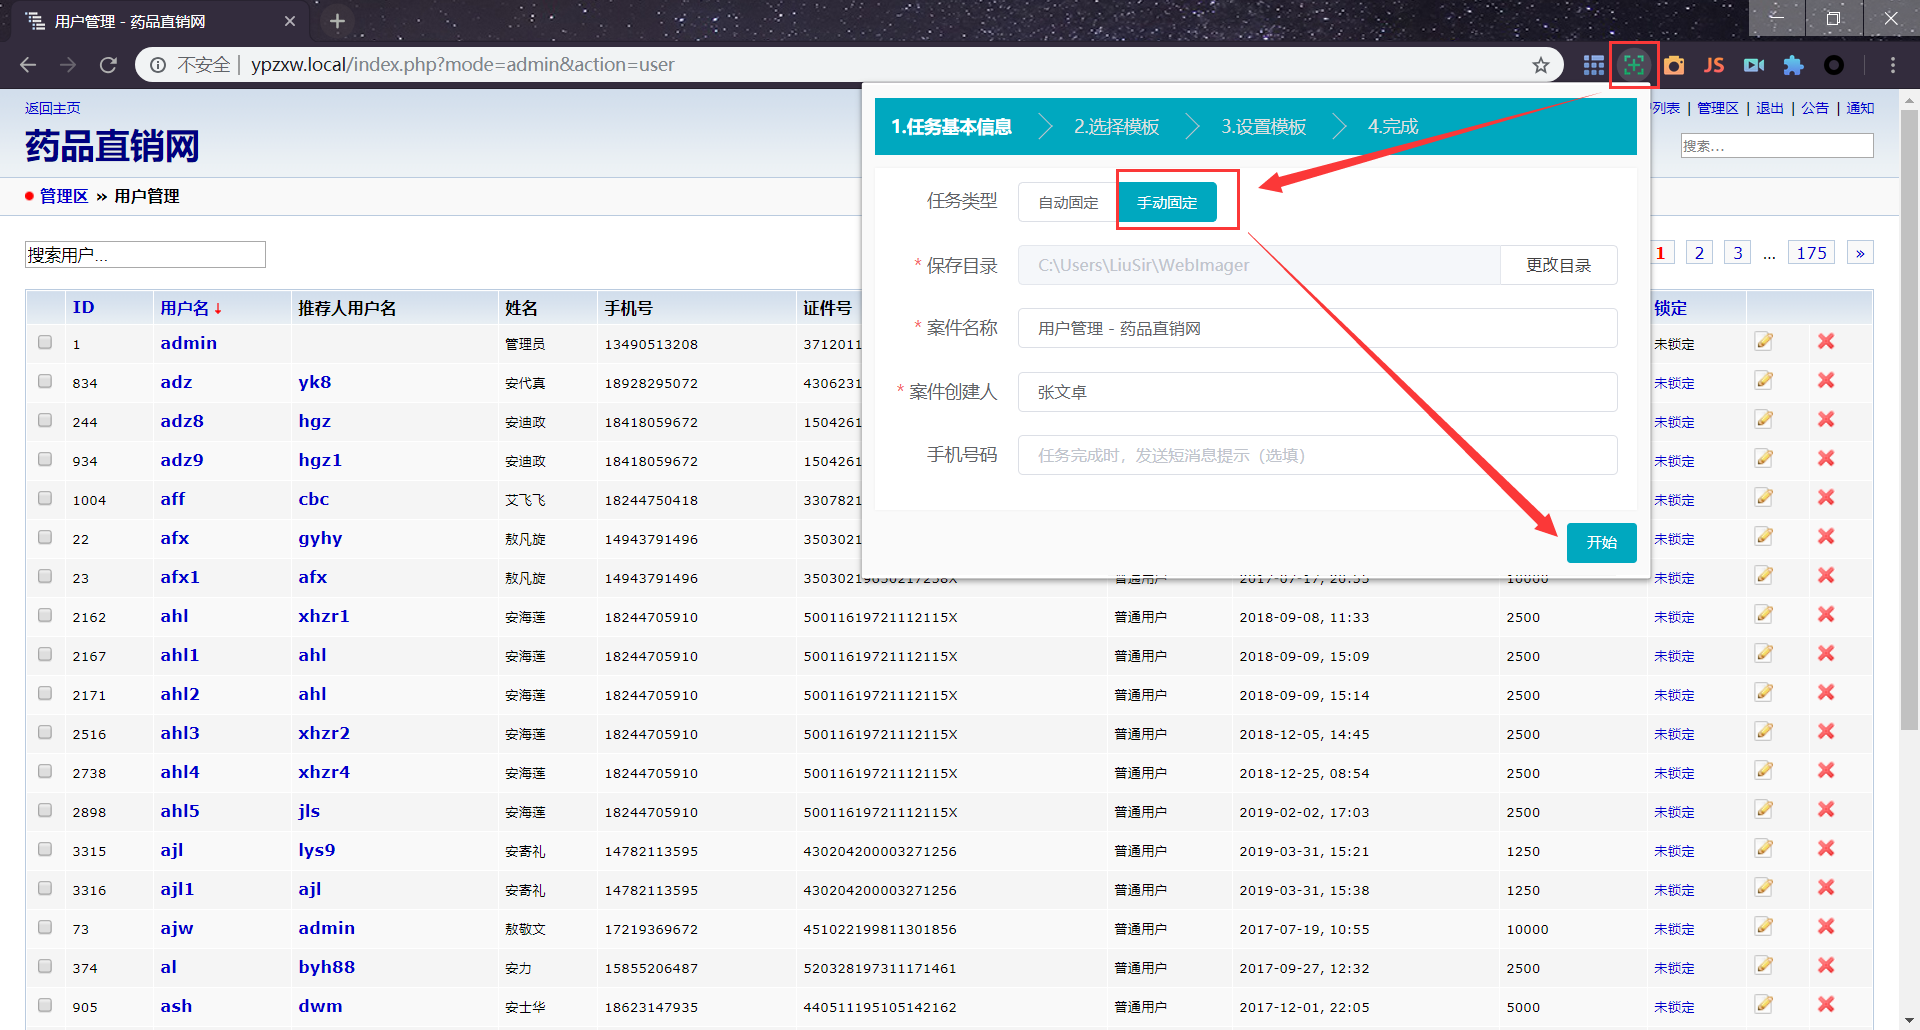 用户管理 - 药品直销网
不安全 | ypzxw.local/index.php?mode=admin&action=user
JS
返回主页
列表 | 管理区 | 退出 | 公告 | 通知
药品直销网
搜索...
管理区 » 用户管理
搜索用户...
1 2 3 ... 175 »
1.任务基本信息 2.选择模板 3.设置模板 4.完成
任务类型 自动固定 手动固定
* 保存目录 C:\Users\LiuSir\WebImager 更改目录
* 案件名称 用户管理 - 药品直销网
* 案件创建人 张文卓
手机号码 任务完成时，发送短消息提示（选填）
开始
ID 用户名↓ 推荐人用户名 姓名 手机号 证件号 锁定
1 admin 管理员 13490513208 3712011 未锁定
834 adz yk8 安代真 18928295072 4306231 未锁定
244 adz8 hgz 安迪政 18418059672 1504261 未锁定
934 adz9 hgz1 安迪政 18418059672 1504261 未锁定
1004 aff cbc 艾飞飞 18244750418 3307821 未锁定
22 afx gyhy 敖凡旋 14943791496 3503021 未锁定
23 afx1 afx 敖凡旋 14943791496 35030219650217238X 普通用户 2017-07-17, 20:55 10000 未锁定
2162 ahl xhzr1 安海莲 18244705910 50011619721112115X 普通用户 2018-09-08, 11:33 2500 未锁定
2167 ahl1 ahl 安海莲 18244705910 50011619721112115X 普通用户 2018-09-09, 15:09 2500 未锁定
2171 ahl2 ahl 安海莲 18244705910 50011619721112115X 普通用户 2018-09-09, 15:14 2500 未锁定
2516 ahl3 xhzr2 安海莲 18244705910 50011619721112115X 普通用户 2018-12-05, 14:45 2500 未锁定
2738 ahl4 xhzr4 安海莲 18244705910 50011619721112115X 普通用户 2018-12-25, 08:54 2500 未锁定
2898 ahl5 jls 安海莲 18244705910 50011619721112115X 普通用户 2019-02-02, 17:03 2500 未锁定
3315 ajl lys9 安寄礼 14782113595 430204200003271256 普通用户 2019-03-31, 15:21 1250 未锁定
3316 ajl1 ajl 安寄礼 14782113595 430204200003271256 普通用户 2019-03-31, 15:38 1250 未锁定
73 ajw admin 敖敬文 17219369672 451022199811301856 普通用户 2017-07-19, 10:55 10000 未锁定
374 al byh88 安力 15855206487 520328197311171461 普通用户 2017-09-27, 12:32 2500 未锁定
905 ash dwm 安士华 18623147935 440511195105142162 普通用户 2017-12-01, 22:05 5000 未锁定